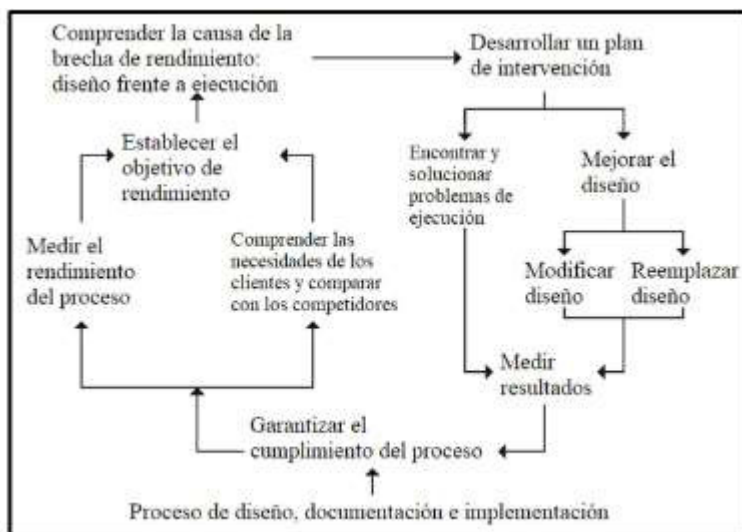 Comprender la causa de la
brecha de rendimiento:
diseño frente a ejecución
Desarrollar un plan
de intervención
Establecer el
objetivo de
rendimiento
Encontrar y
solucionar
problemas de
ejecución
Mejorar el
diseño
Medir el
rendimiento
del proceso
Comprender las
necesidades de los
clientes y comparar
con los competidores
Modificar
diseño
Reemplazar
diseño
Medir
resultados
Garantizar el
cumplimiento del proceso
Proceso de diseño, documentación e implementación